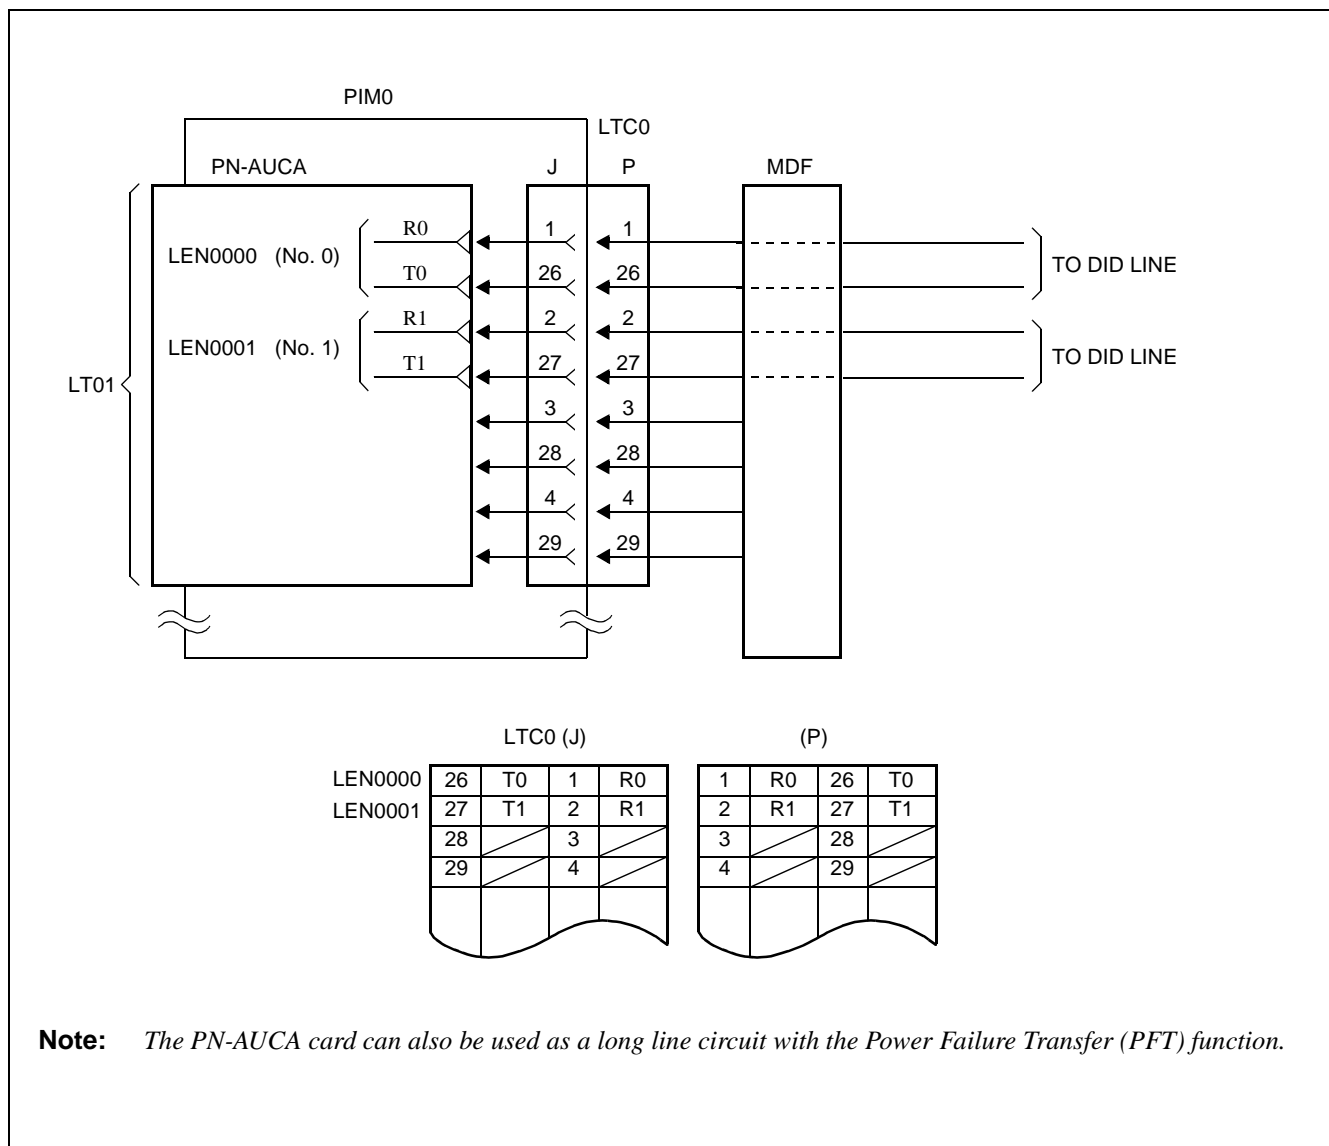 PIM0
LTC0
PN-AUCA J P MDF
R0 1 1
LEN0000 (No. 0) TO DID LINE
T0 26 26
R1 2 2
LEN0001 (No. 1) TO DID LINE
T1 27 27
LT01
3 3
28 28
4 4
29 29
LTC0 (J) (P)
LEN0000 26 T0 1 R0 1 R0 26 T0
LEN0001 27 T1 2 R1 2 R1 27 T1
28 3 3 28
29 4 4 29
Note: The PN-AUCA card can also be used as a long line circuit with the Power Failure Transfer (PFT) function.